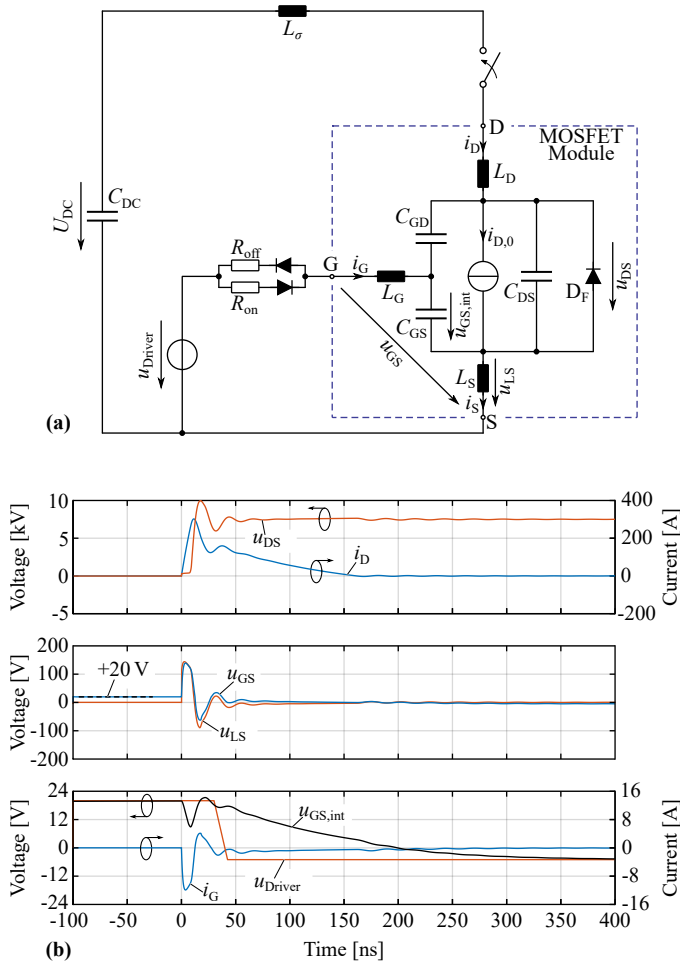 Lσ
D
MOSFET
Module
iD
LD
UDC
CDC
CGD
iD,0
Roff
G
iG
LG
Ron
CDS
DF
uDS
uDriver
CGS
uGS,int
uGS
LS
uLS
iS
S
(a)
Voltage [kV]
10
5
0
-5
uDS
iD
400
200
0
-200
Current [A]
Voltage [V]
200
100
0
-100
-200
+20 V
uGS
uLS
Voltage [V]
24
12
0
-12
-24
uGS,int
iG
uDriver
16
8
0
-8
-16
Current [A]
-100 -50 0 50 100 150 200 250 300 350 400
(b)
Time [ns]